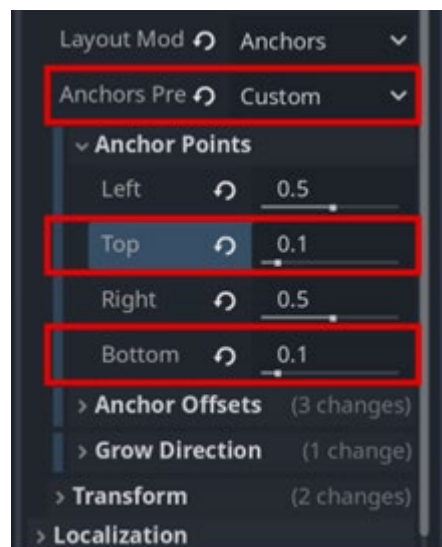 Layout Mod Anchors
Anchors Pre Custom
Anchor Points
Left 0.5
Top 0.1
Right 0.5
Bottom 0.1
Anchor Offsets (3 changes)
Grow Direction (1 change)
Transform (2 changes)
Localization